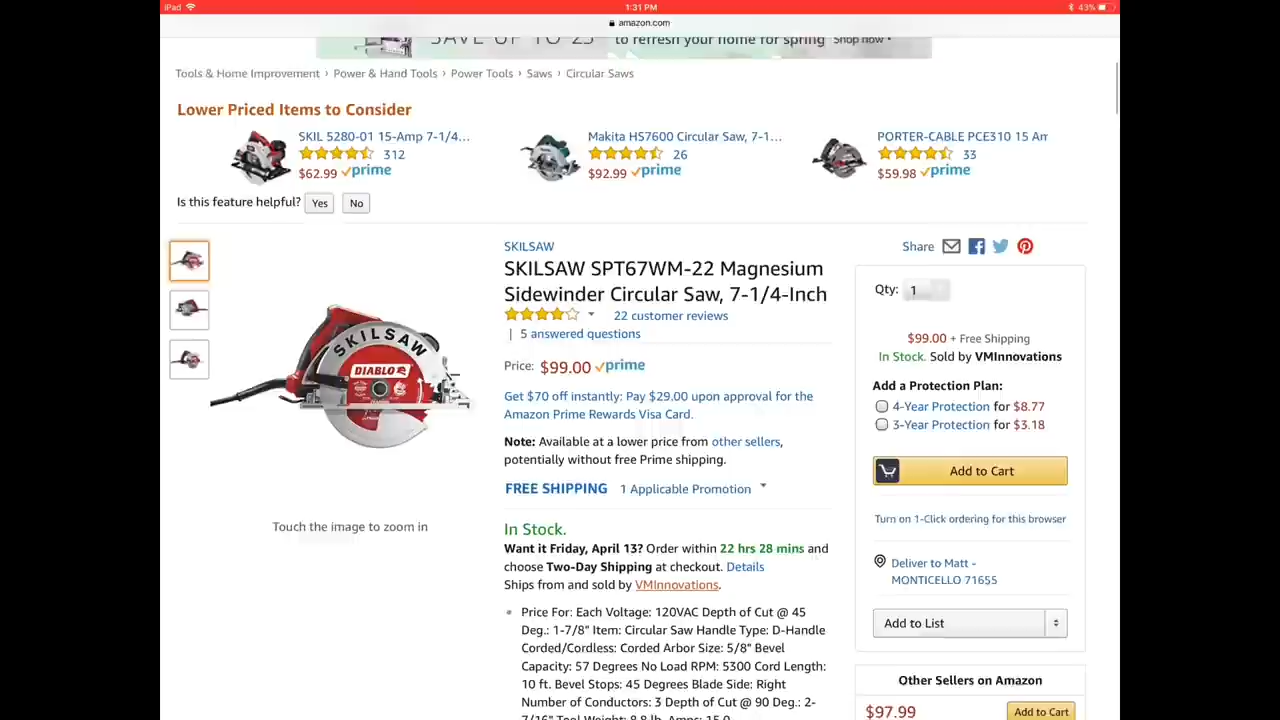 iPad 1:31 PM 43%
amazon.com
SAVE UP TO 25 to refresh your home for spring Shop now
Tools & Home Improvement › Power & Hand Tools › Power Tools › Saws › Circular Saws
Lower Priced Items to Consider
SKIL 5280-01 15-Amp 7-1/4...
312
$62.99 prime
Makita HS7600 Circular Saw, 7-1...
26
$92.99 prime
PORTER-CABLE PCE310 15 Am
33
$59.98 prime
Is this feature helpful? Yes No
SKILSAW
SKILSAW SPT67WM-22 Magnesium
Sidewinder Circular Saw, 7-1/4-Inch
22 customer reviews
| 5 answered questions
Price: $99.00 prime
Get $70 off instantly: Pay $29.00 upon approval for the
Amazon Prime Rewards Visa Card.
Note: Available at a lower price from other sellers,
potentially without free Prime shipping.
FREE SHIPPING 1 Applicable Promotion
In Stock.
Want it Friday, April 13? Order within 22 hrs 28 mins and
choose Two-Day Shipping at checkout. Details
Ships from and sold by VMInnovations.
Price For: Each Voltage: 120VAC Depth of Cut @ 45
Deg.: 1-7/8" Item: Circular Saw Handle Type: D-Handle
Corded/Cordless: Corded Arbor Size: 5/8" Bevel
Capacity: 57 Degrees No Load RPM: 5300 Cord Length:
10 ft. Bevel Stops: 45 Degrees Blade Side: Right
Number of Conductors: 3 Depth of Cut @ 90 Deg.: 2-
7/16" Tool Weight: 8.8 lb. Amps: 15.0
SKILSAW
DIABLO
Touch the image to zoom in
Share
Qty: 1
$99.00 + Free Shipping
In Stock. Sold by VMInnovations
Add a Protection Plan:
4-Year Protection for $8.77
3-Year Protection for $3.18
Add to Cart
Turn on 1-Click ordering for this browser
Deliver to Matt -
MONTICELLO 71655
Add to List
Other Sellers on Amazon
$97.99 Add to Cart